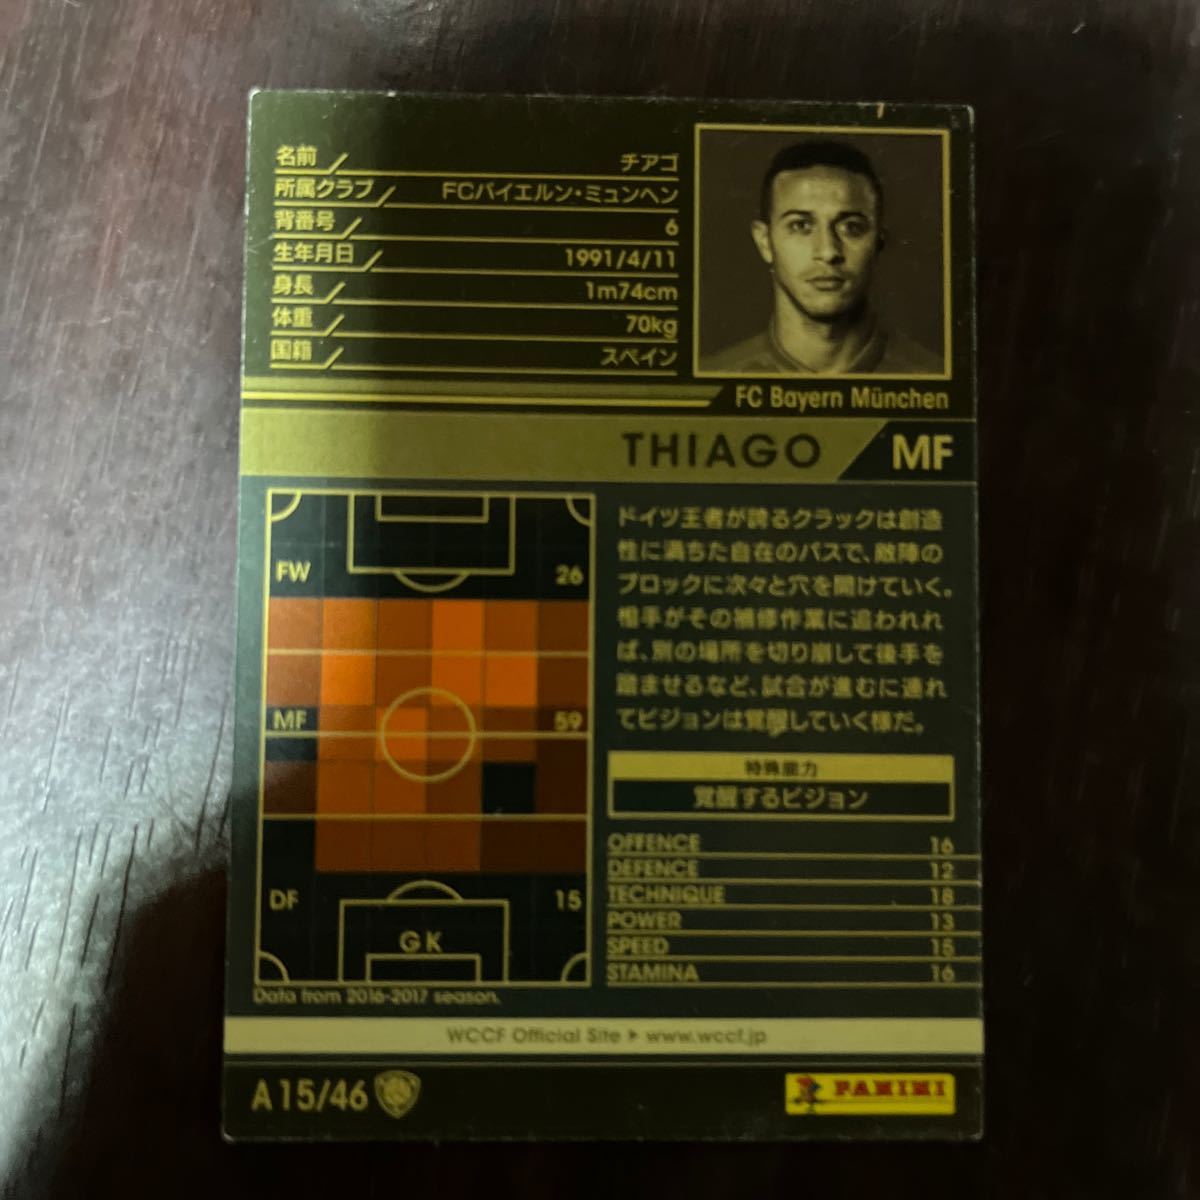 名前 チアゴ
所属クラブ FCバイエルン・ミュンヘン
背番号 6
生年月日 1991/4/11
身長 1m74cm
体重 70kg
国籍 スペイン
FC Bayern München
THIAGO MF
FW 26
MF 59
DF 15
GK
Data from 2016-2017 season.
ドイツ王者が誇るクラックは創造
性に満ちた自在のパスで、敵陣の
ブロックに次々と穴を開けていく。
相手がその補修作業に追われれ
ば、別の場所を切り崩して後手を
踏ませるなど、試合が進むに連れ
てビジョンは覚醒していく様だ。
特殊能力
覚醒するビジョン
OFFENCE 16
DEFENCE 12
TECHNIQUE 18
POWER 13
SPEED 15
STAMINA 16
WCCF Official Site ▶ www.wccf.jp
A15/46
PANINI